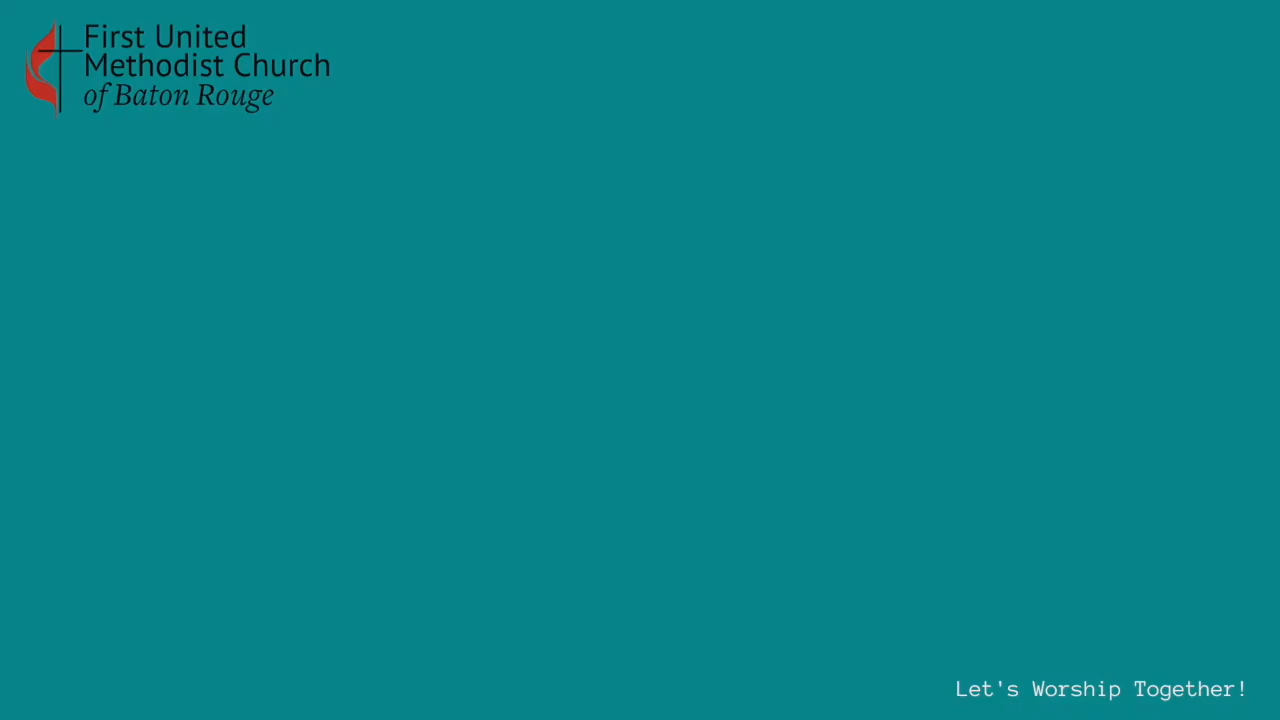 First United
Methodist Church
of Baton Rouge
Let's Worship Together!